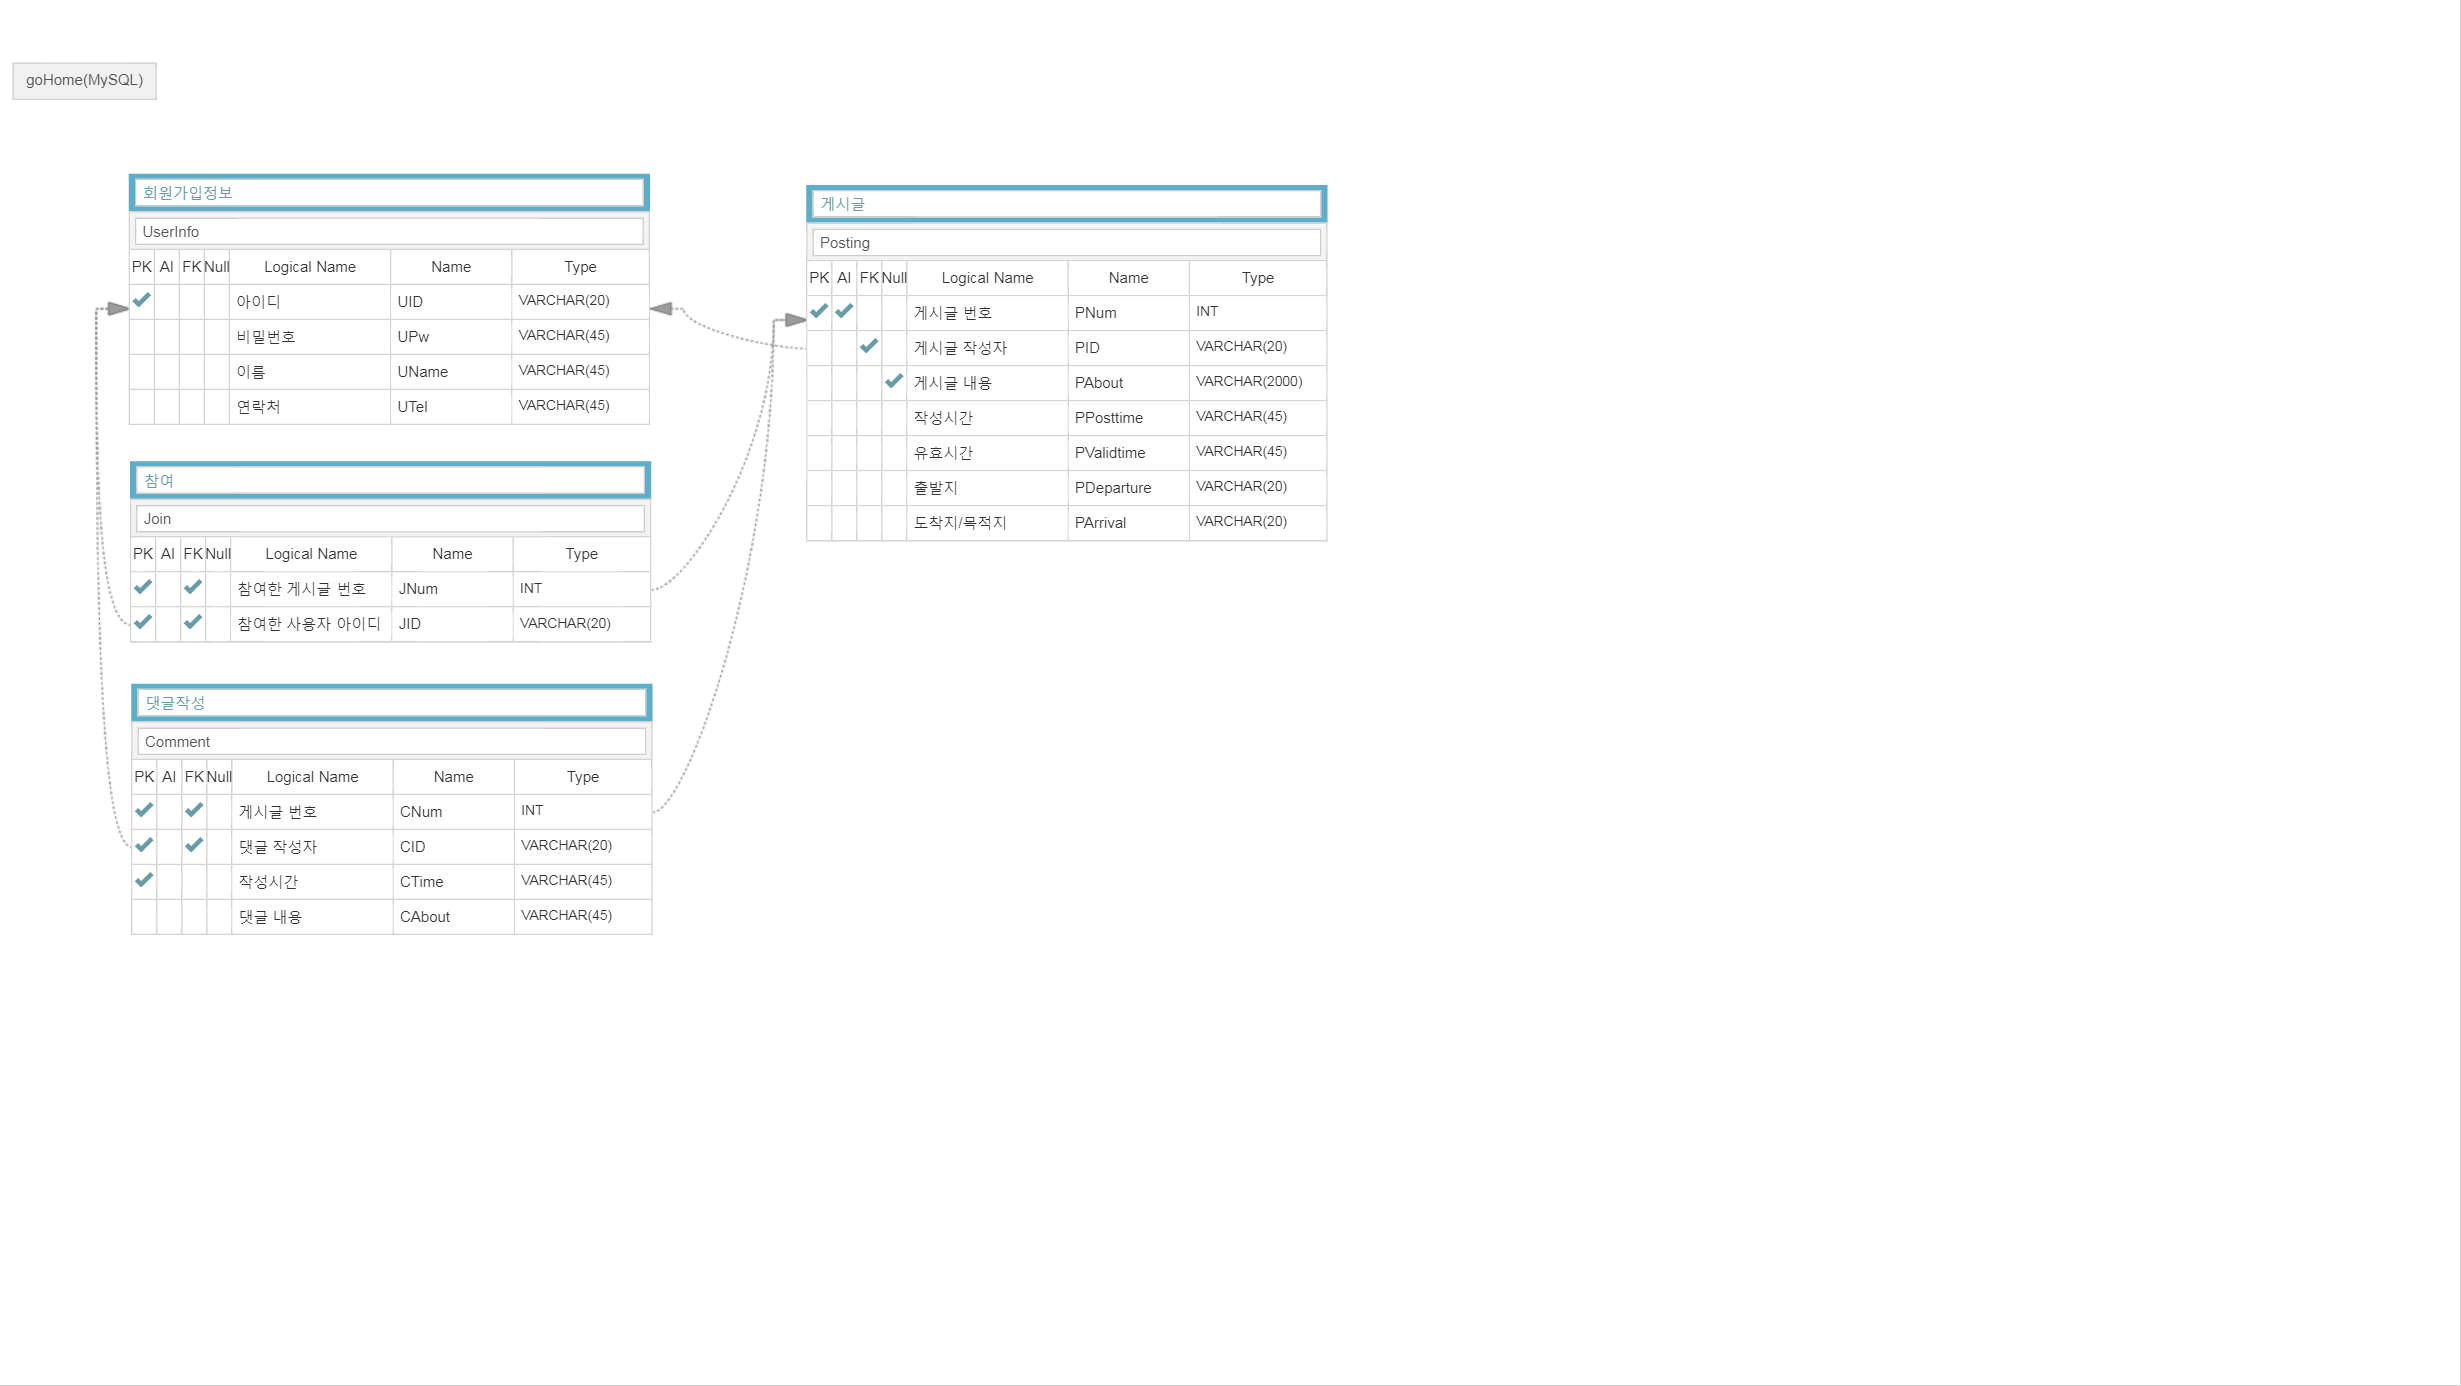 goHome(MySQL)
회원가입정보
UserInfo
PK AI FK Null Logical Name Name Type
아이디 UID VARCHAR(20)
비밀번호 UPw VARCHAR(45)
이름 UName VARCHAR(45)
연락처 UTel VARCHAR(45)
참여
Join
PK AI FK Null Logical Name Name Type
참여한 게시글 번호 JNum INT
참여한 사용자 아이디 JID VARCHAR(20)
댓글작성
Comment
PK AI FK Null Logical Name Name Type
게시글 번호 CNum INT
댓글 작성자 CID VARCHAR(20)
작성시간 CTime VARCHAR(45)
댓글 내용 CAbout VARCHAR(45)
게시글
Posting
PK AI FK Null Logical Name Name Type
게시글 번호 PNum INT
게시글 작성자 PID VARCHAR(20)
게시글 내용 PAbout VARCHAR(2000)
작성시간 PPosttime VARCHAR(45)
유효시간 PValidtime VARCHAR(45)
출발지 PDeparture VARCHAR(20)
도착지/목적지 PArrival VARCHAR(20)